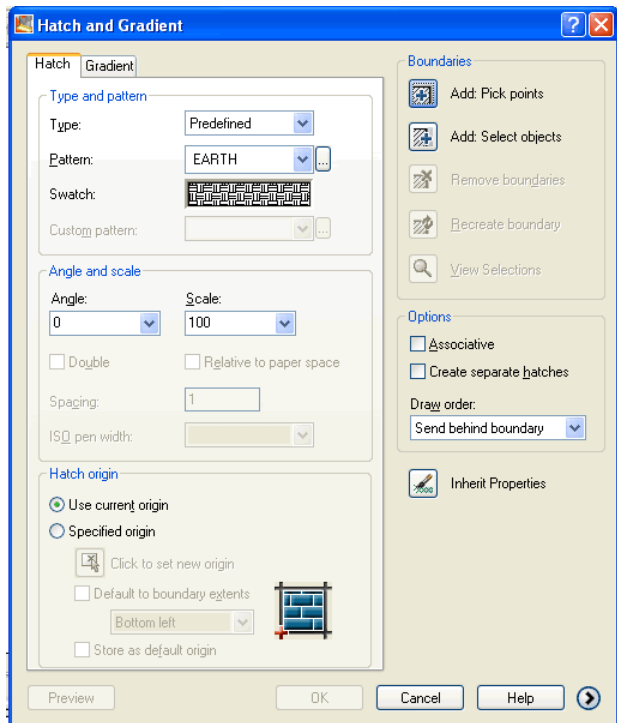 Hatch and Gradient
Hatch
Gradient
Type and pattern
Type:
Predefined
Pattern:
EARTH
...
Swatch:
Custom pattern:
...
Angle and scale
Angle:
Scale:
0
100
Double
Relative to paper space
Spacing:
1
ISO pen width:
Hatch origin
Use current origin
Specified origin
Click to set new origin
Default to boundary extents
Bottom left
Store as default origin
Boundaries
Add: Pick points
Add: Select objects
Remove boundaries
Recreate boundary
View Selections
Options
Associative
Create separate hatches
Draw order:
Send behind boundary
Inherit Properties
Preview
OK
Cancel
Help